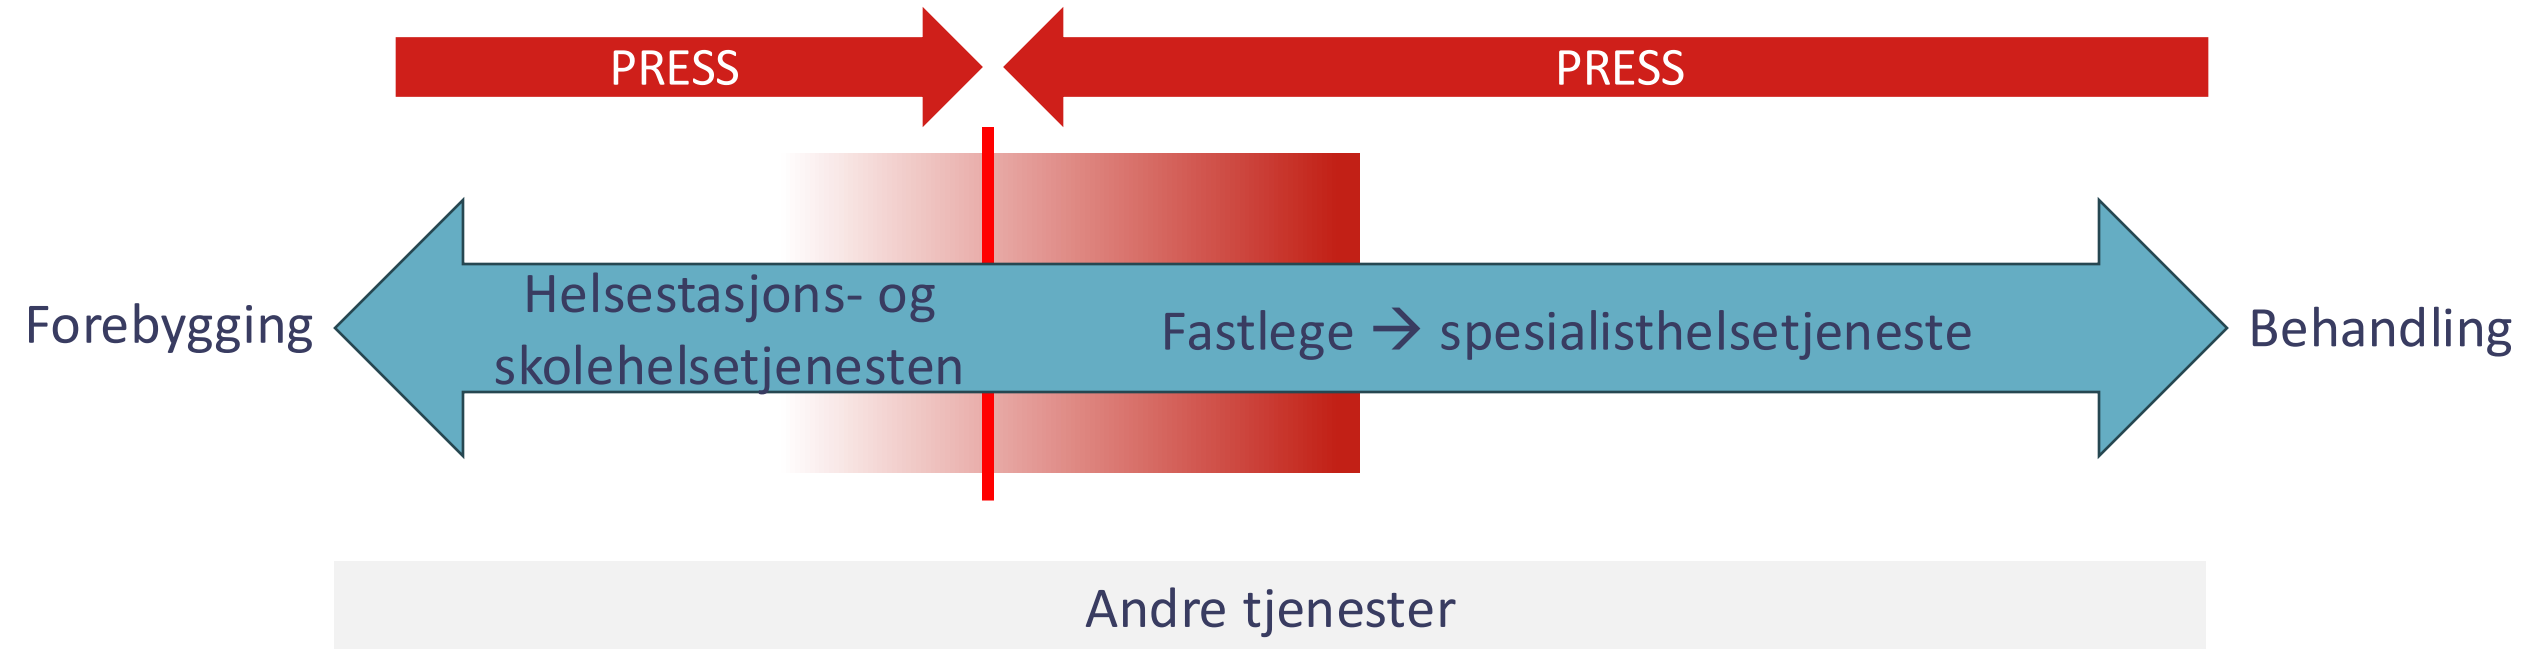 PRESS
PRESS
Forebygging
Helsestasjons- og
skolehelsetjenesten
Fastlege → spesialisthelsetjeneste
Behandling
Andre tjenester